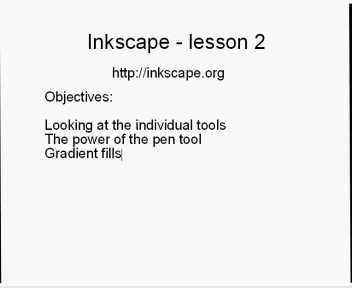 Inkscape - lesson 2
http://inkscape.org
Objectives:
Looking at the individual tools
The power of the pen tool
Gradient fills